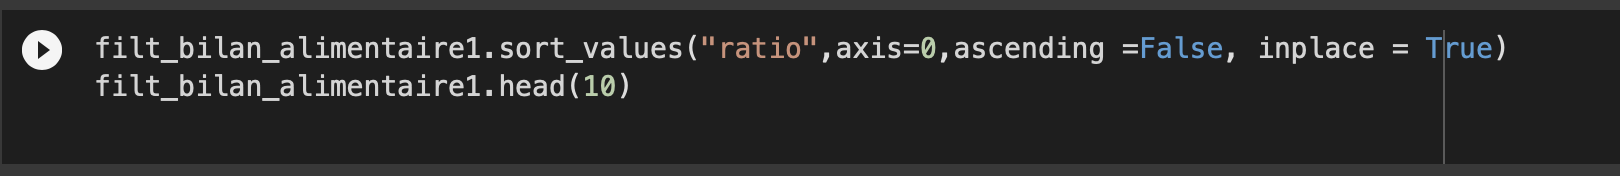 filt_bilan_alimentaire1.sort_values("ratio",axis=0,ascending =False, inplace = True)
filt_bilan_alimentaire1.head(10)